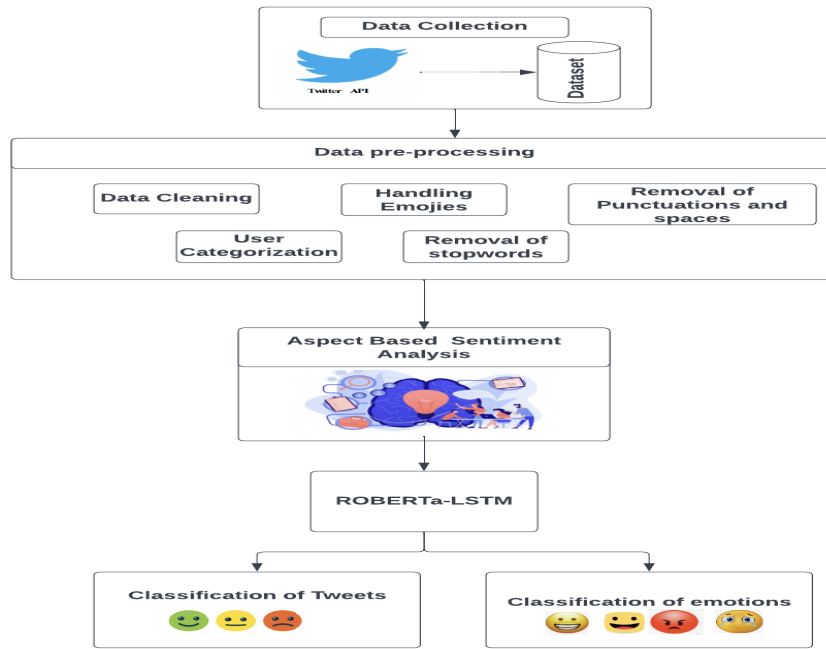 Data Collection
Twitter API
Dataset
Data pre-processing
Data Cleaning
Handling
Emojies
Removal of
Punctuations and
spaces
User
Categorization
Removal of
stopwords
Aspect Based Sentiment
Analysis
ROBERTa-LSTM
Classification of Tweets
Classification of emotions